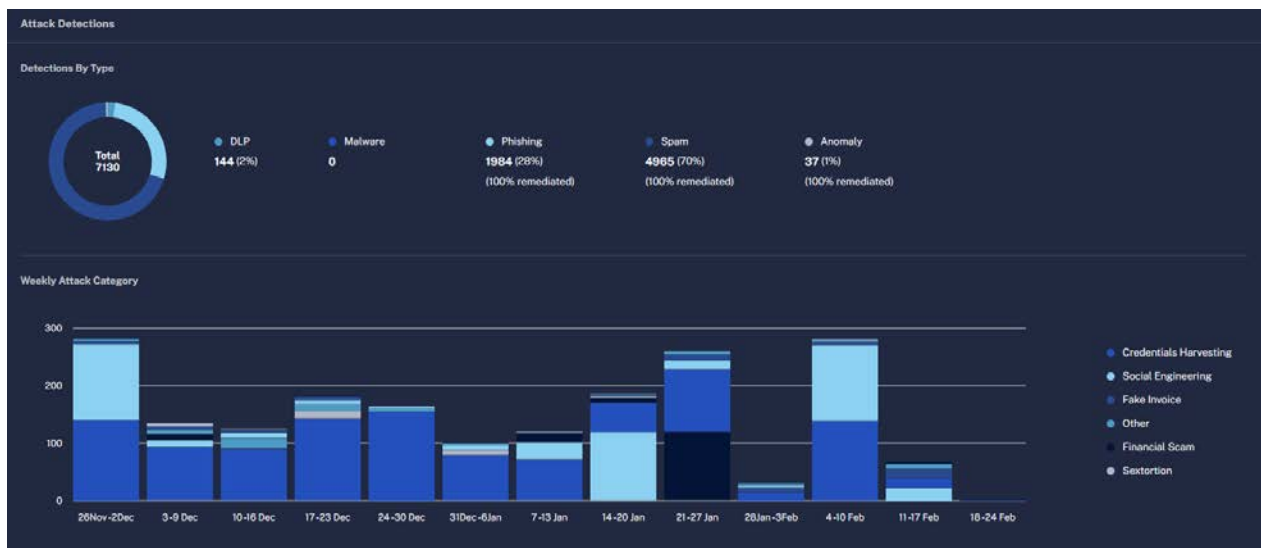 Attack Detections
Detections By Type
Total
7130
DLP
144 (2%)
Malware
0
Phishing
1984 (28%)
(100% remediated)
Spam
4965 (70%)
(100% remediated)
Anomaly
37 (1%)
(100% remediated)
Weekly Attack Category
300
200
100
0
26Nov-2Dec 3-9 Dec 10-16 Dec 17-23 Dec 24-30 Dec 31Dec-6Jan 7-13 Jan 14-20 Jan 21-27 Jan 28Jan-3Feb 4-10 Feb 11-17 Feb 18-24 Feb
Credentials Harvesting
Social Engineering
Fake Invoice
Other
Financial Scam
Sextortion